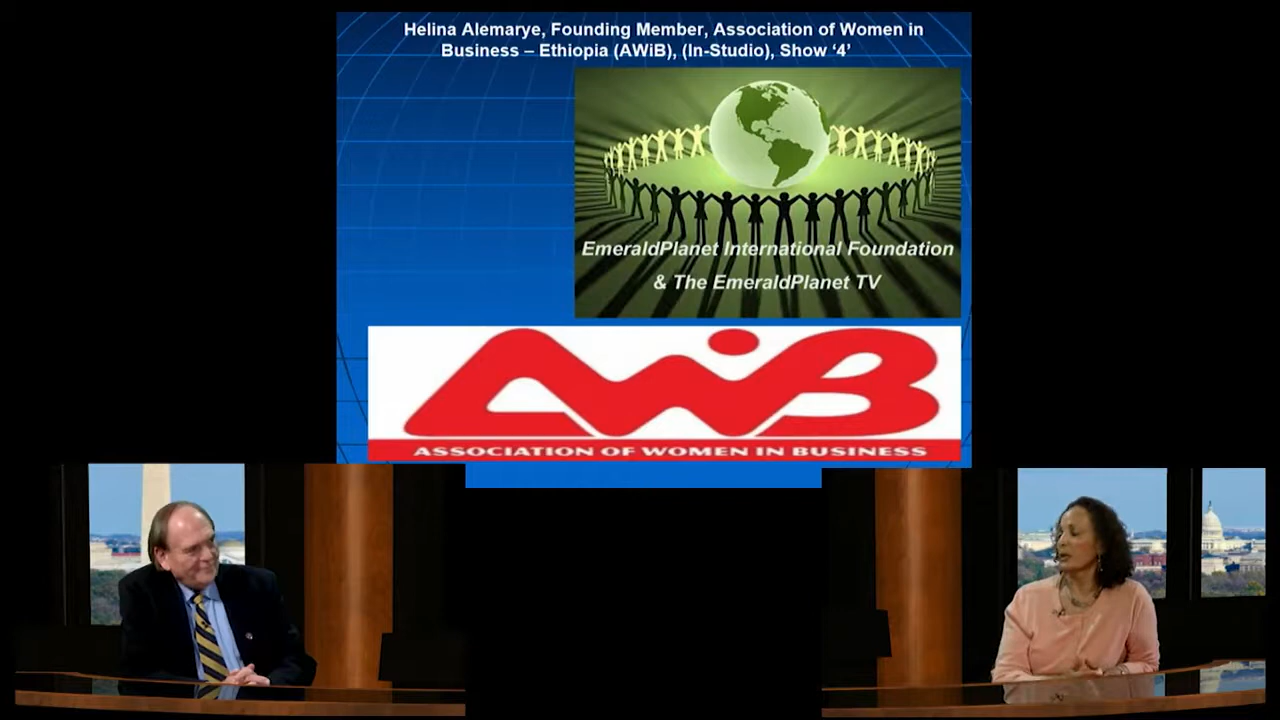 Helina Alemarye, Founding Member, Association of Women in
Business – Ethiopia (AWiB), (In-Studio), Show ‘4’
EmeraldPlanet International Foundation
& The EmeraldPlanet TV
AWiB
ASSOCIATION OF WOMEN IN BUSINESS